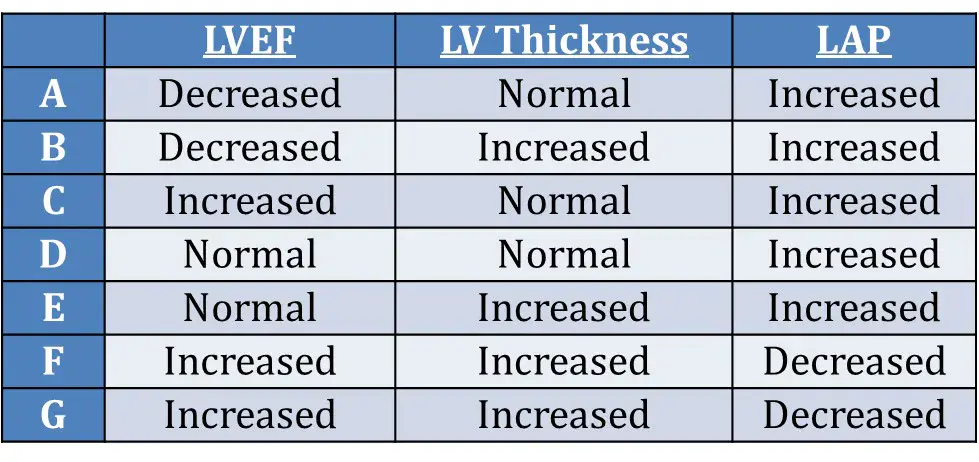 LVEF LV Thickness LAP
A Decreased Normal Increased
B Decreased Increased Increased
C Increased Normal Increased
D Normal Normal Increased
E Normal Increased Increased
F Increased Increased Decreased
G Increased Increased Decreased